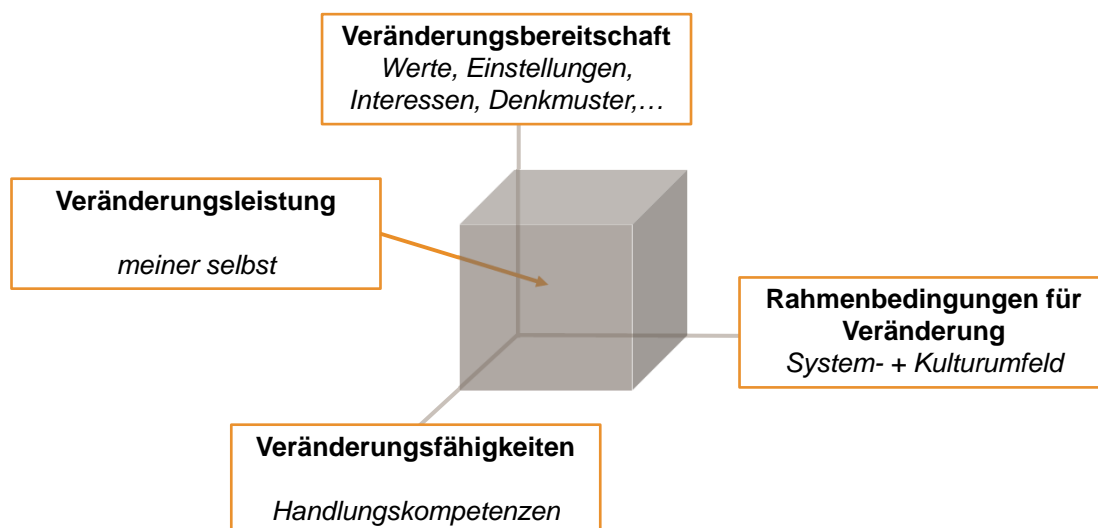 Veränderungsbereitschaft
Werte, Einstellungen,
Interessen, Denkmuster,…
Veränderungsleistung
meiner selbst
Rahmenbedingungen für
Veränderung
System- + Kulturumfeld
Veränderungsfähigkeiten
Handlungskompetenzen